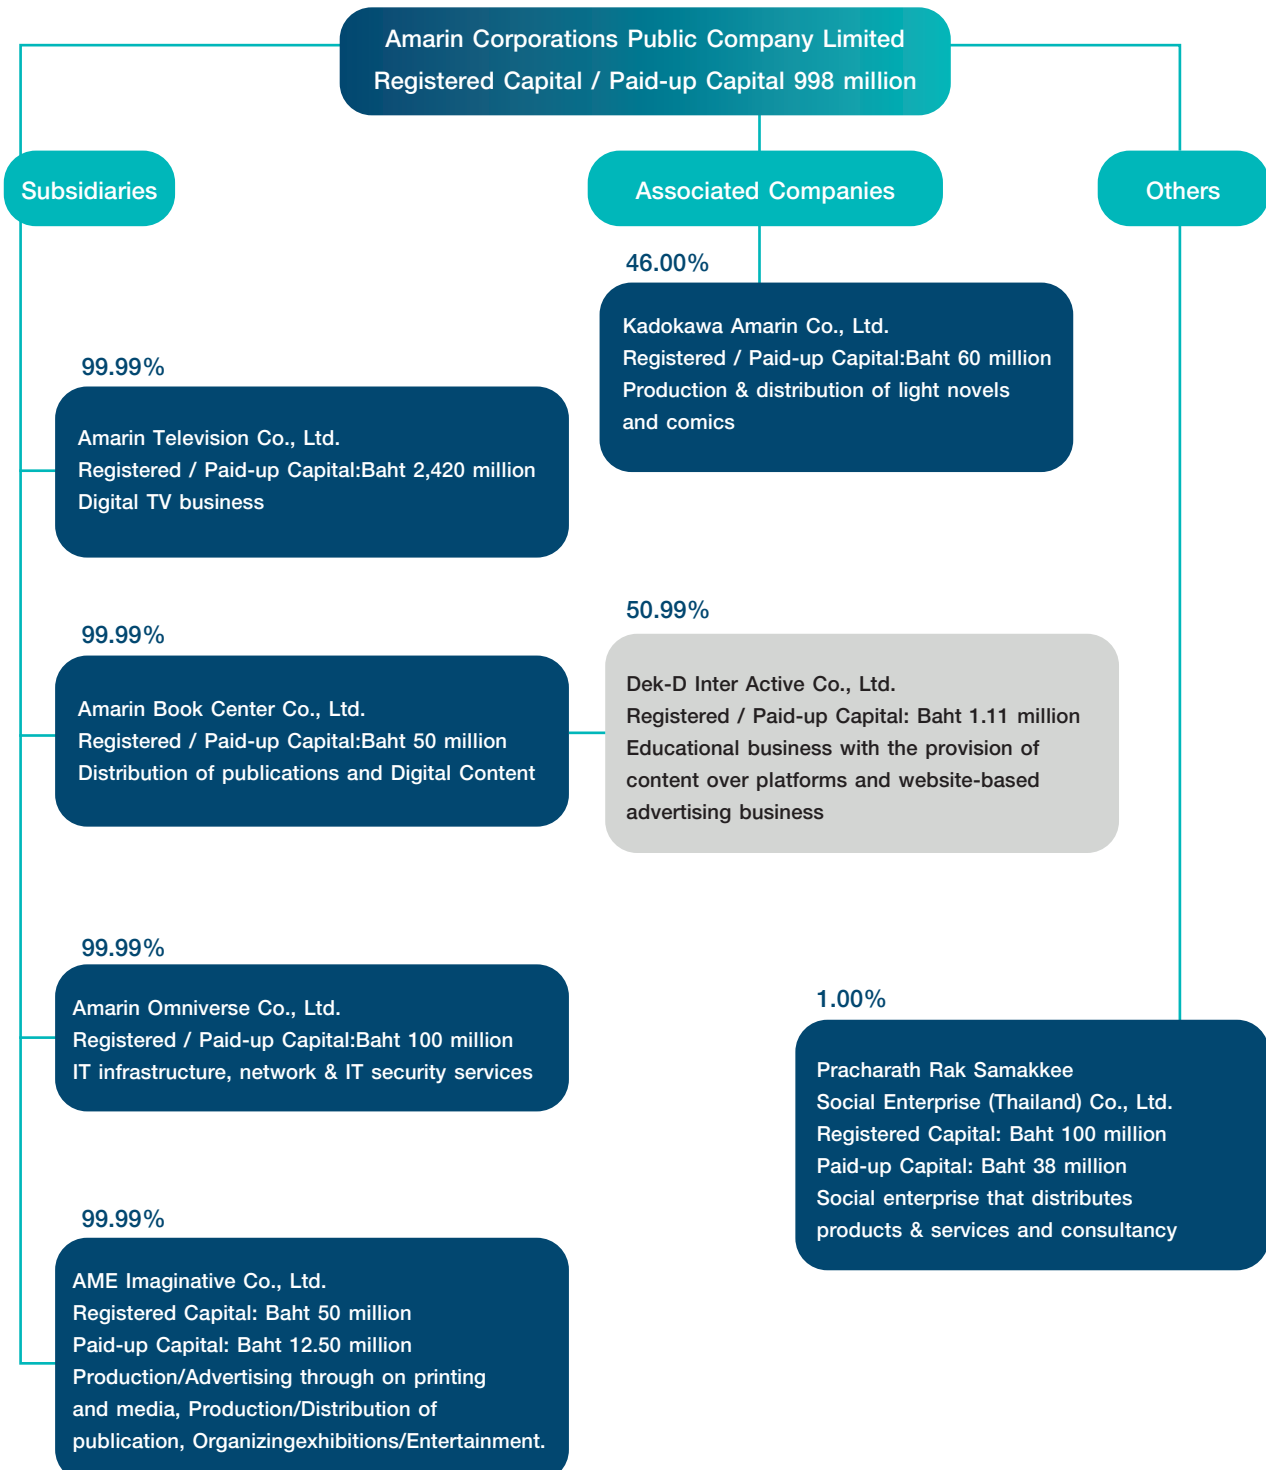 Amarin Corporations Public Company Limited
Registered Capital / Paid-up Capital 998 million
Subsidiaries
Associated Companies
Others
46.00%
Kadokawa Amarin Co., Ltd.
Registered / Paid-up Capital:Baht 60 million
Production & distribution of light novels
and comics
99.99%
Amarin Television Co., Ltd.
Registered / Paid-up Capital:Baht 2,420 million
Digital TV business
99.99%
Amarin Book Center Co., Ltd.
Registered / Paid-up Capital:Baht 50 million
Distribution of publications and Digital Content
50.99%
Dek-D Inter Active Co., Ltd.
Registered / Paid-up Capital: Baht 1.11 million
Educational business with the provision of
content over platforms and website-based
advertising business
99.99%
Amarin Omniverse Co., Ltd.
Registered / Paid-up Capital:Baht 100 million
IT infrastructure, network & IT security services
1.00%
Pracharath Rak Samakkee
Social Enterprise (Thailand) Co., Ltd.
Registered Capital: Baht 100 million
Paid-up Capital: Baht 38 million
Social enterprise that distributes
products & services and consultancy
99.99%
AME Imaginative Co., Ltd.
Registered Capital: Baht 50 million
Paid-up Capital: Baht 12.50 million
Production/Advertising through on printing
and media, Production/Distribution of
publication, Organizingexhibitions/Entertainment.